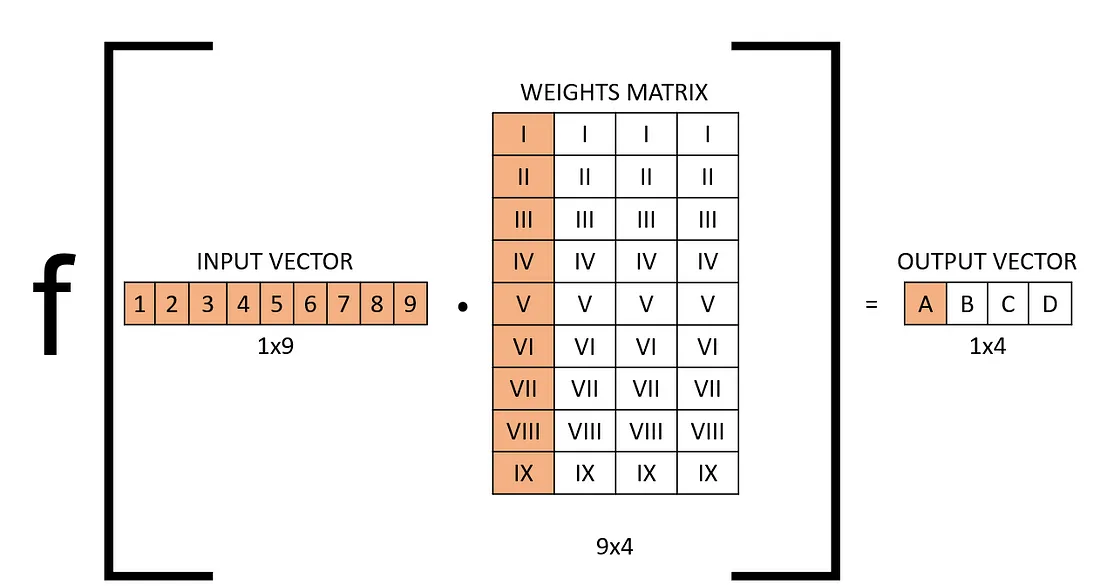 WEIGHTS MATRIX
I I I I
II II II II
III III III III
f
INPUT VECTOR
IV IV IV IV
OUTPUT VECTOR
1 2 3 4 5 6 7 8 9
•
V V V V
=
A B C D
1x9
VI VI VI VI
1x4
VII VII VII VII
VIII VIII VIII VIII
IX IX IX IX
9x4